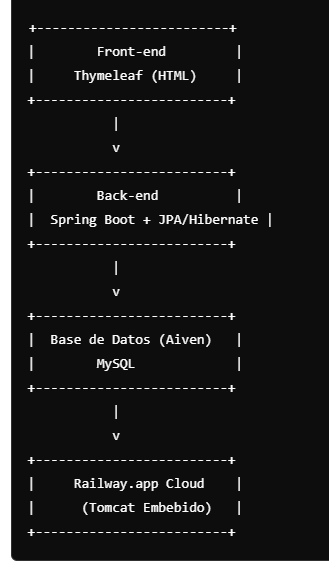 +-------------------------+
|        Front-end         |
|     Thymeleaf (HTML)     |
+-------------------------+
           |
           v
+-------------------------+
|        Back-end          |
|  Spring Boot + JPA/Hibernate |
+-------------------------+
           |
           v
+-------------------------+
|  Base de Datos (Aiven)   |
|        MySQL             |
+-------------------------+
           |
           v
+-------------------------+
|     Railway.app Cloud    |
|      (Tomcat Embebido)   |
+-------------------------+